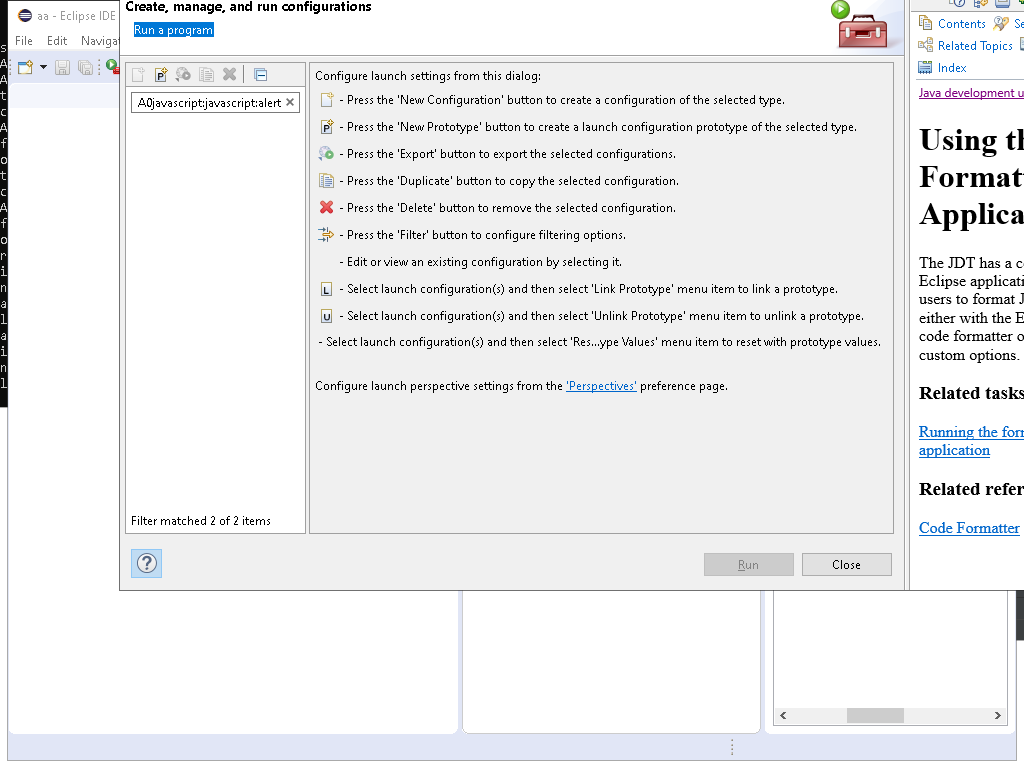 aa - Eclipse IDE
File Edit Navigat
Create, manage, and run configurations
Run a program
A0javascript:javascript:alert
Filter matched 2 of 2 items
Configure launch settings from this dialog:
- Press the 'New Configuration' button to create a configuration of the selected type.
- Press the 'New Prototype' button to create a launch configuration prototype of the selected type.
- Press the 'Export' button to export the selected configurations.
- Press the 'Duplicate' button to copy the selected configuration.
- Press the 'Delete' button to remove the selected configuration.
- Press the 'Filter' button to configure filtering options.
- Edit or view an existing configuration by selecting it.
L - Select launch configuration(s) and then select 'Link Prototype' menu item to link a prototype.
U - Select launch configuration(s) and then select 'Unlink Prototype' menu item to unlink a prototype.
- Select launch configuration(s) and then select 'Res...ype Values' menu item to reset with prototype values.
Configure launch perspective settings from the 'Perspectives' preference page.
Run Close
Contents Se
Related Topics
Index
Java development u
Using th
Formatt
Applica
The JDT has a c
Eclipse applicati
users to format J
either with the E
code formatter o
custom options.
Related tasks
Running the form
application
Related refer
Code Formatter